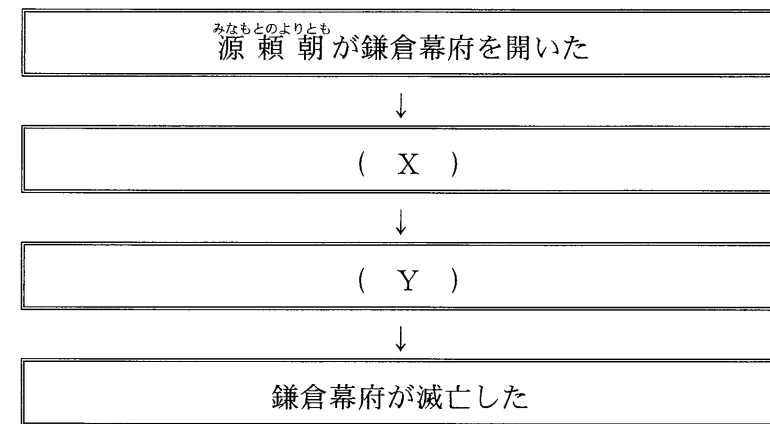 みなもとのよりとも
源頼朝が鎌倉幕府を開いた
↓
( X )
↓
( Y )
↓
鎌倉幕府が滅亡した